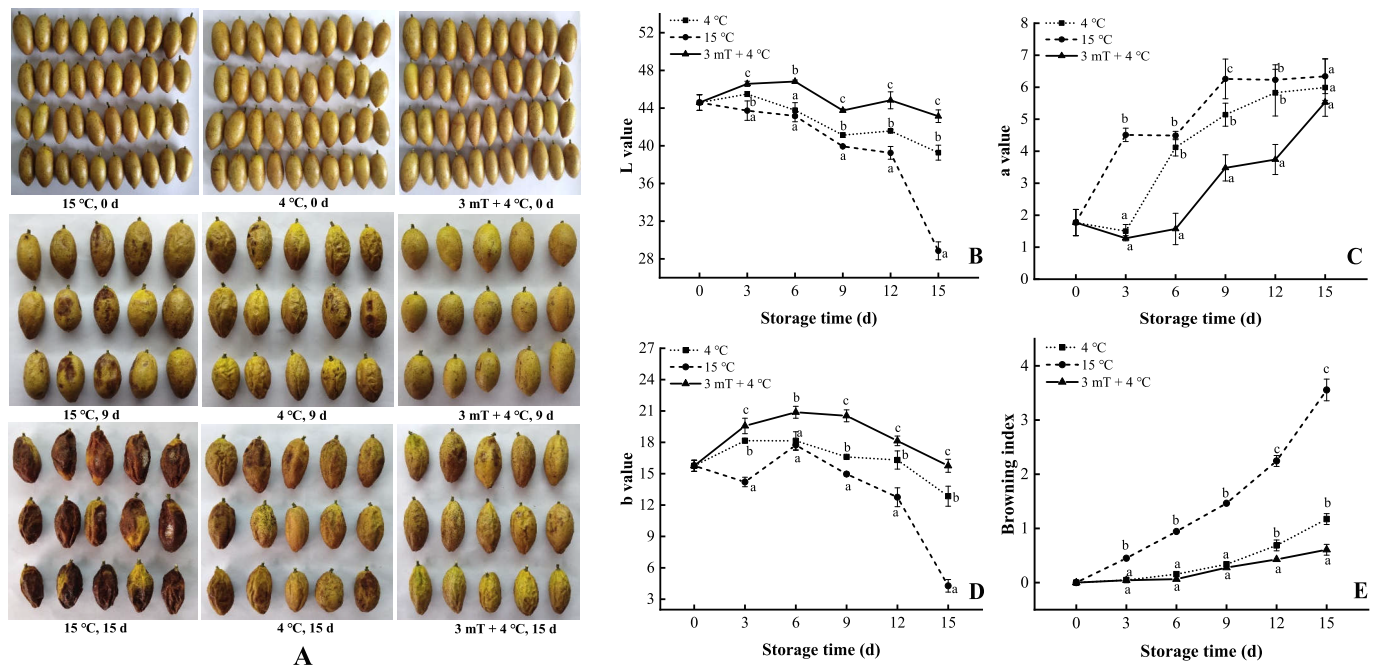 15 ℃, 0 d
4 ℃, 0 d
3 mT + 4 ℃, 0 d
15 ℃, 9 d
4 ℃, 9 d
3 mT + 4 ℃, 9 d
15 ℃, 15 d
4 ℃, 15 d
3 mT + 4 ℃, 15 d
A
52
48
44
40
36
32
28
L value
4 ℃
15 ℃
3 mT + 4 ℃
c
b
b
a
a
c
b
a
c
b
a
c
b
a
B
0 3 6 9 12 15
Storage time (d)
8
7
6
5
4
3
2
1
0
a value
4 ℃
15 ℃
3 mT + 4 ℃
b
a
a
b
b
a
c
b
a
b
b
a
a
a
a
C
0 3 6 9 12 15
Storage time (d)
27
24
21
18
15
12
9
6
3
b value
4 ℃
15 ℃
3 mT + 4 ℃
c
b
a
c
a
a
c
b
a
c
b
a
c
b
a
D
0 3 6 9 12 15
Storage time (d)
4
3
2
1
0
Browning index
4 ℃
15 ℃
3 mT + 4 ℃
b
a
a
b
a
a
b
a
a
c
b
a
c
b
a
E
0 3 6 9 12 15
Storage time (d)